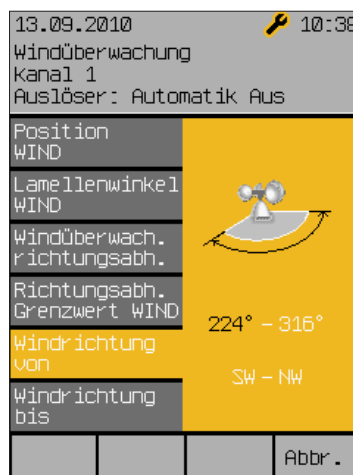 13.09.2010 10:38
Windüberwachung
Kanal 1
Auslöser: Automatik Aus
Position
WIND
Lamellenwinkel
WIND
Windüberwach.
richtungsabh.
Richtungsabh.
Grenzwert WIND
Windrichtung
von
Windrichtung
bis
224° – 316°
SW – NW
Abbr.